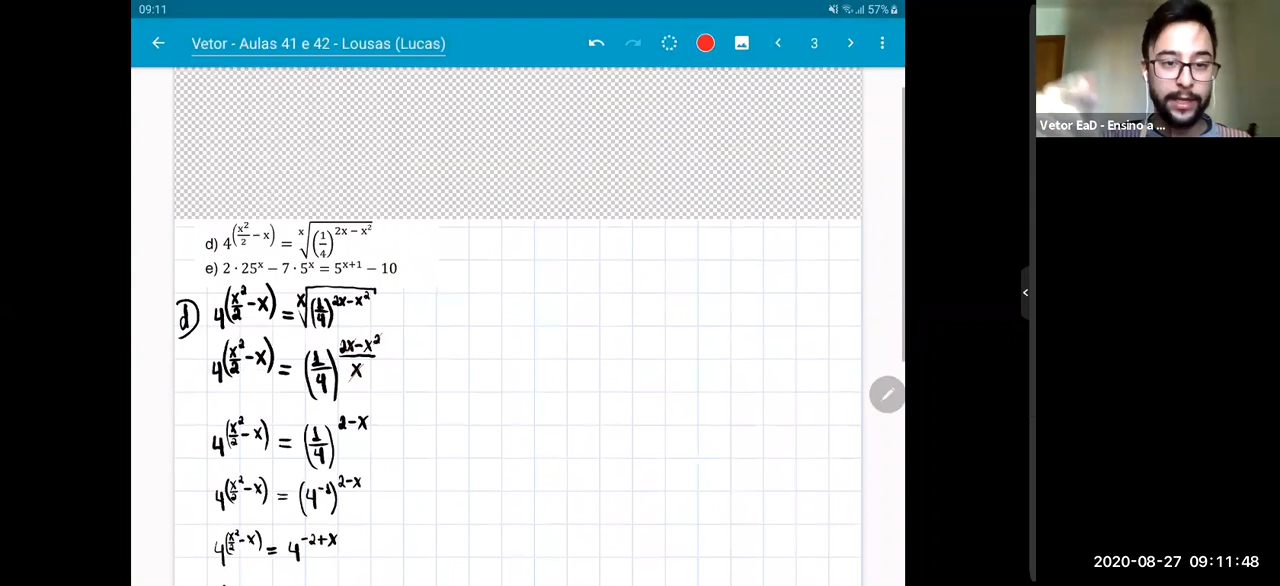 09:11
57%
Vetor - Aulas 41 e 42 - Lousas (Lucas)
3
Vetor EaD - Ensino a ...
d) 4^(x²/2 − x) = ˣ√((1/4)^(2x − x²))
e) 2 · 25^x − 7 · 5^x = 5^(x+1) − 10
d) 4^(x²/2 − x) = ˣ√((1/4)^(2x − x²))
4^(x²/2 − x) = (1/4)^((2x − x²)/x)
4^(x²/2 − x) = (1/4)^(2 − x)
4^(x²/2 − x) = (4^−1)^(2 − x)
4^(x²/2 − x) = 4^(−2 + x)
2020-08-27 09:11:48